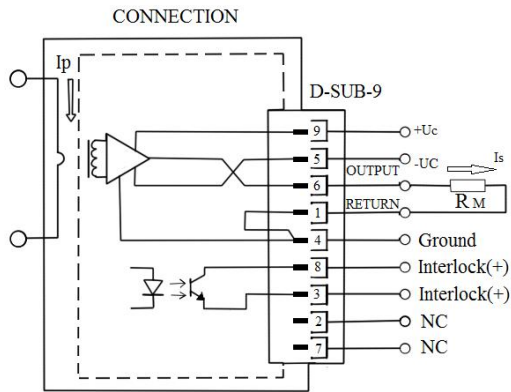 CONNECTION
Ip
D-SUB-9
9 +Uc
5 -UC
Is
6 OUTPUT
RM
1 RETURN
4 Ground
8 Interlock(+)
3 Interlock(+)
2 NC
7 NC